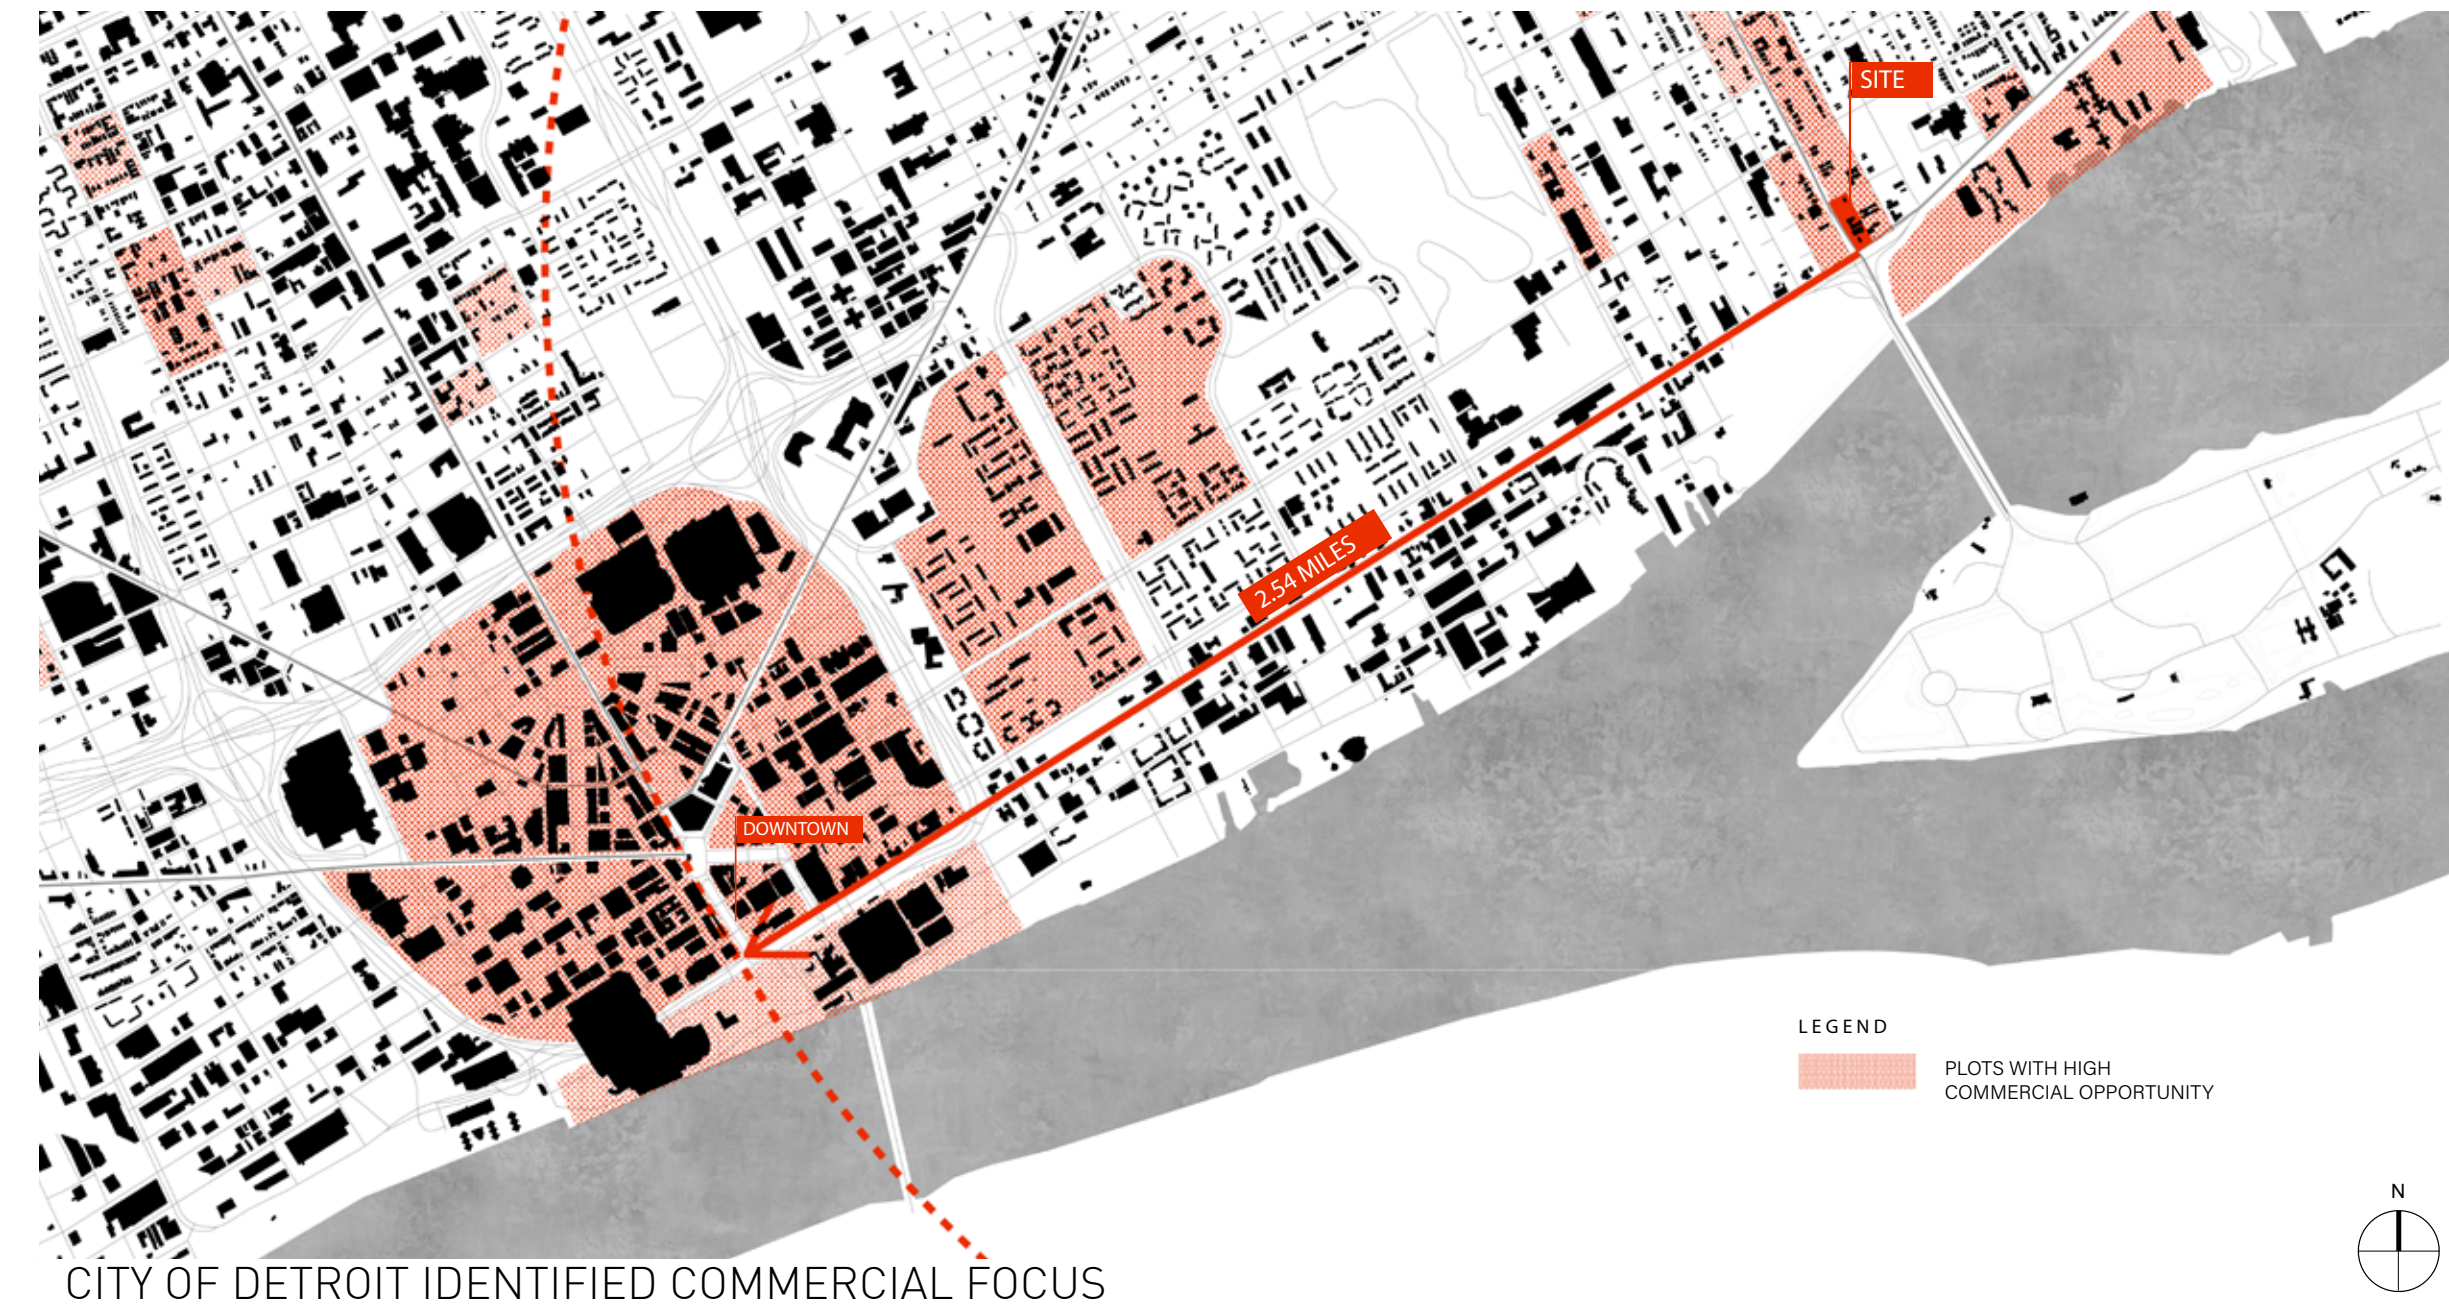 SITE
2.54 MILES
DOWNTOWN
LEGEND
PLOTS WITH HIGH
COMMERCIAL OPPORTUNITY
N
CITY OF DETROIT IDENTIFIED COMMERCIAL FOCUS